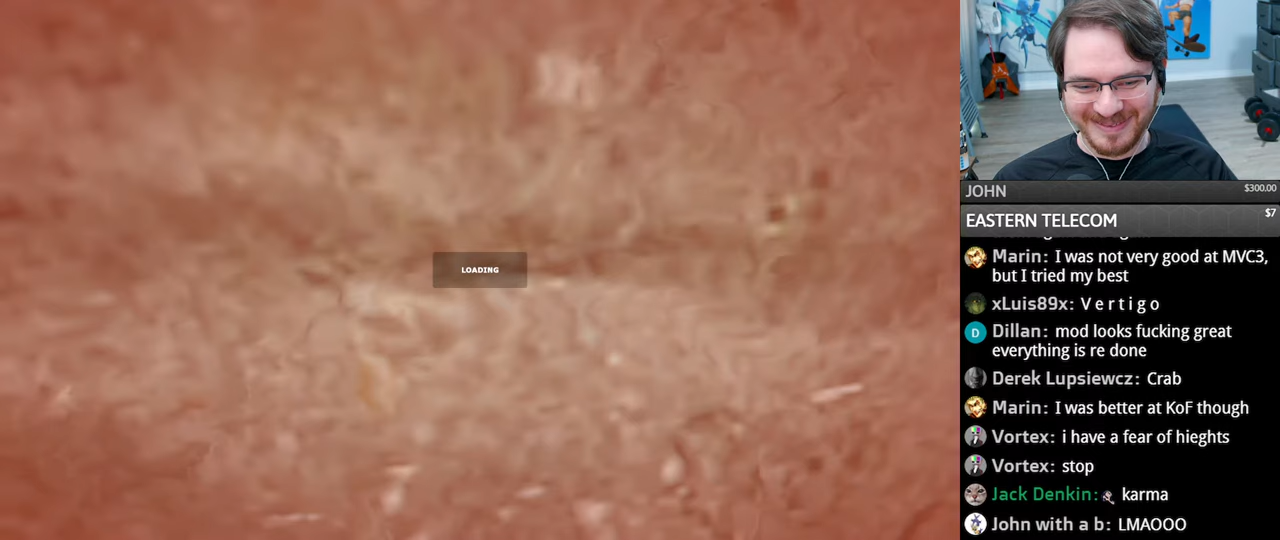 LOADING
JOHN
$300.00
EASTERN TELECOM
$7
Marin: I was not very good at MVC3,
but I tried my best
xLuis89x: V e r t i g o
D
Dillan: mod looks fucking great
everything is re done
Derek Lupsiewcz: Crab
Marin: I was better at KoF though
Vortex: i have a fear of hieghts
Vortex: stop
Jack Denkin: karma
John with a b: LMAOOO